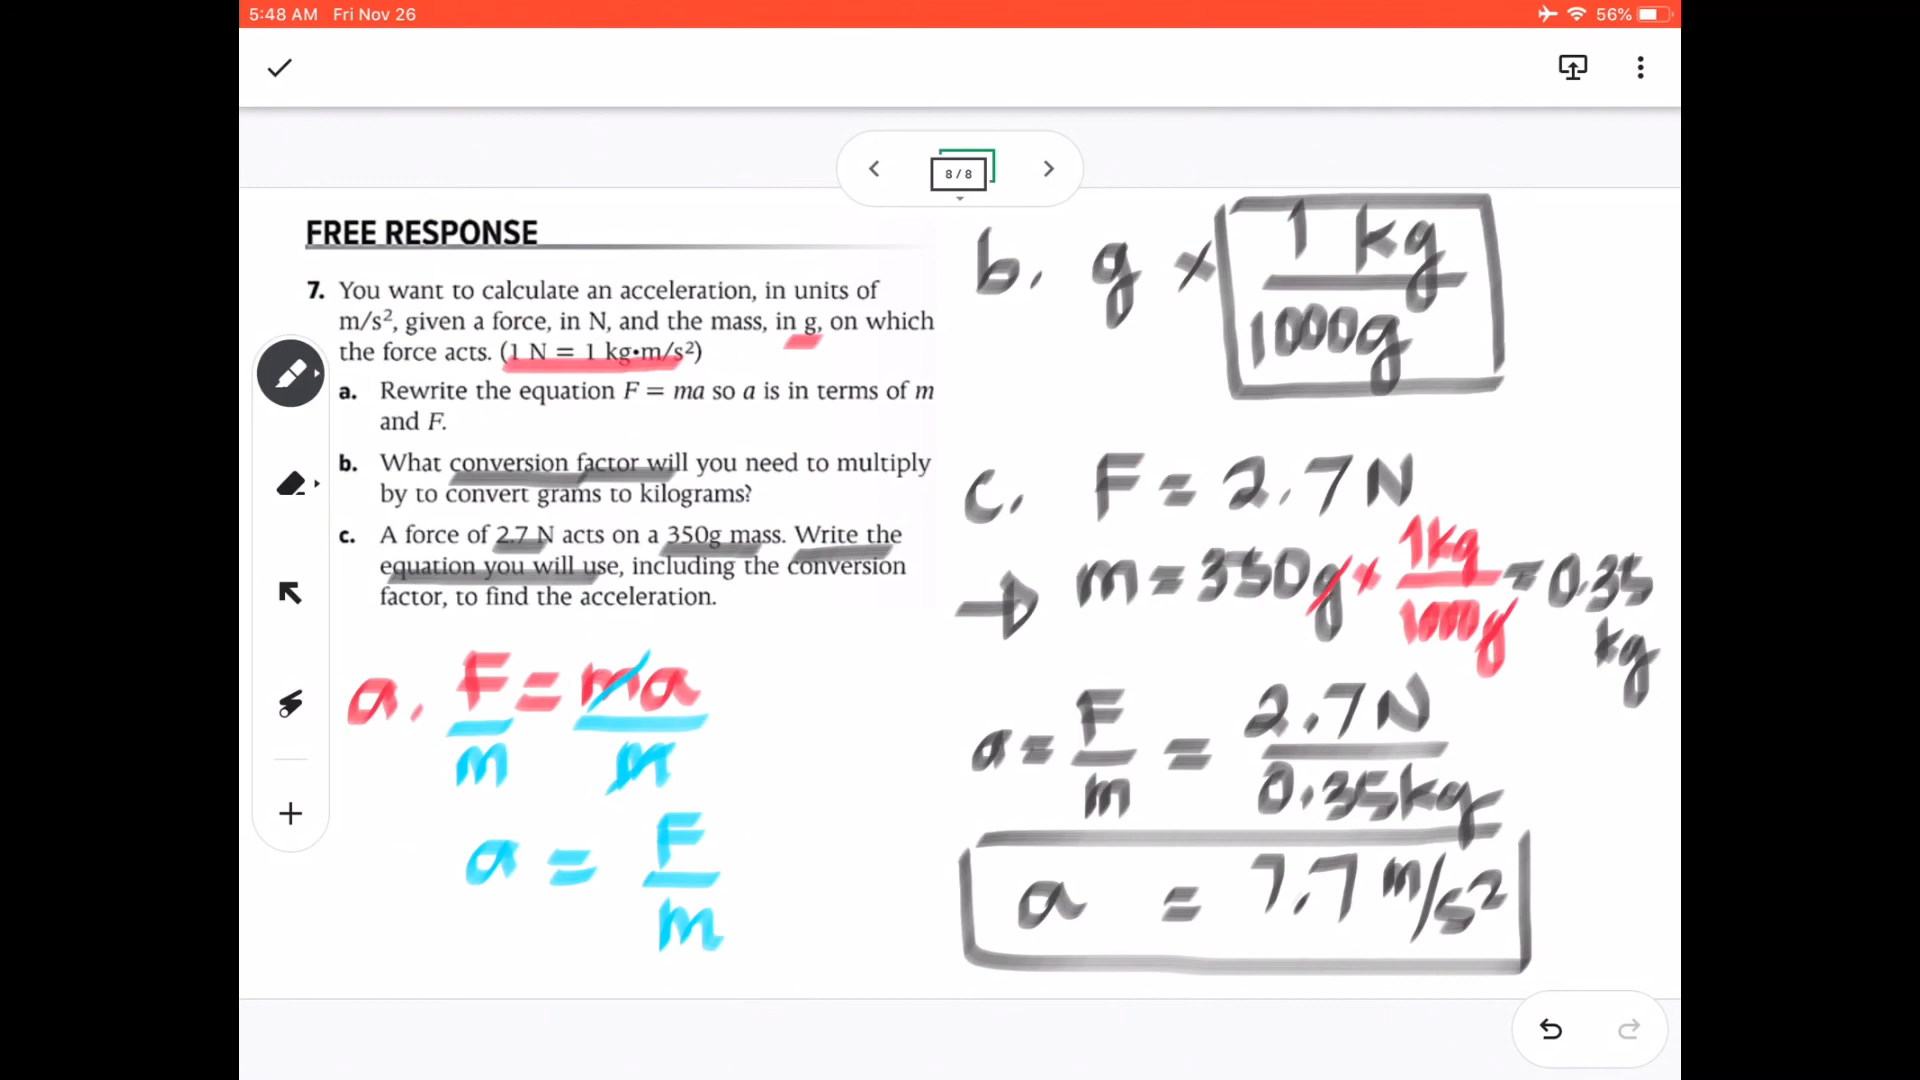 5:48 AM Fri Nov 26
56%
8 / 8
FREE RESPONSE
7. You want to calculate an acceleration, in units of
m/s², given a force, in N, and the mass, in g, on which
the force acts. (1 N = 1 kg•m/s²)
a. Rewrite the equation F = ma so a is in terms of m
and F.
b. What conversion factor will you need to multiply
by to convert grams to kilograms?
c. A force of 2.7 N acts on a 350g mass. Write the
equation you will use, including the conversion
factor, to find the acceleration.
a. F = ma
m m
a = F
m
b. g × 1 kg
1000g
c. F = 2.7 N
→ m = 350g × 1kg = 0.35
1000g kg
a = F = 2.7 N
m 0.35kg
a = 7.7 m/s²